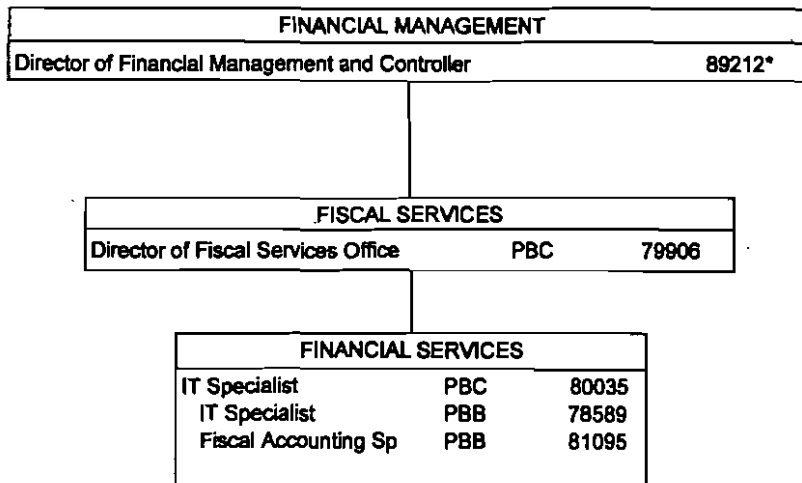 FINANCIAL MANAGEMENT
Director of Financial Management and Controller 89212*
FISCAL SERVICES
Director of Fiscal Services Office PBC 79906
FINANCIAL SERVICES
IT Specialist PBC 80035
IT Specialist PBB 78589
Fiscal Accounting Sp PBB 81095